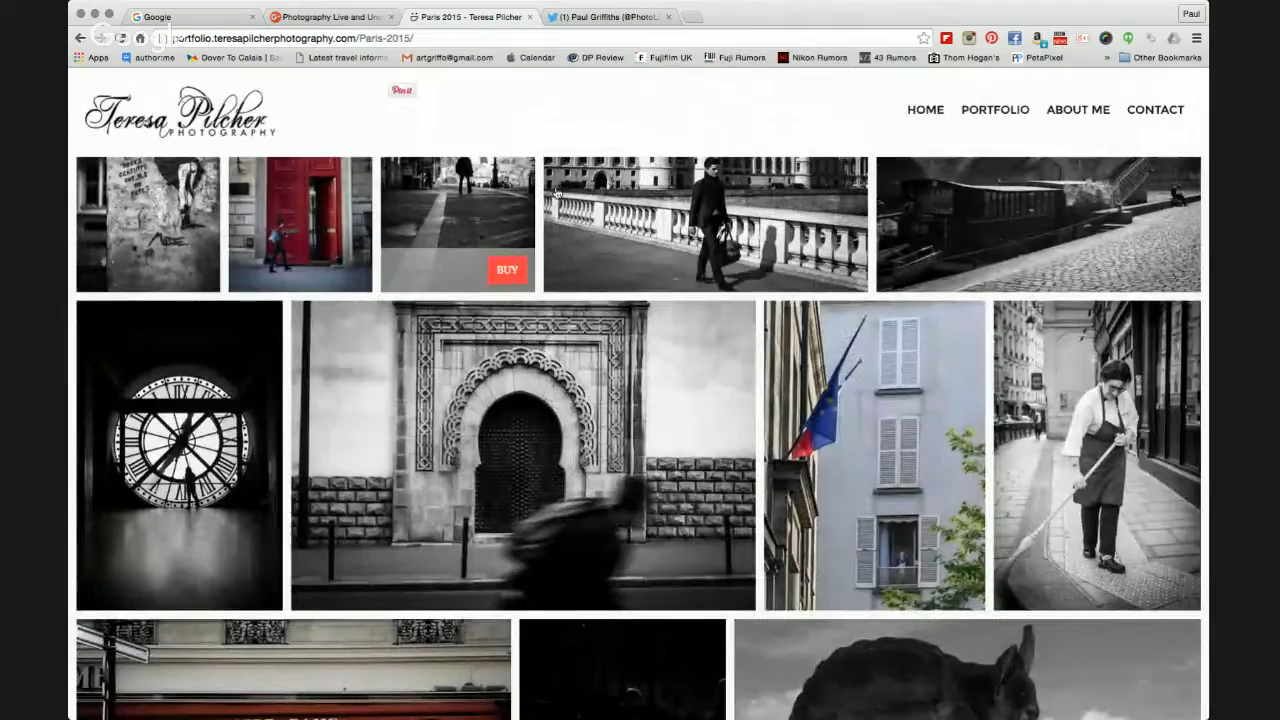 Google
Photography Live and Unc
Paris 2015 - Teresa Pilcher
(1) Paul Griffiths (@PhotoL
Paul
portfolio.teresapilcherphotography.com/Paris-2015/
Apps
author:me
Dover To Calais | Sa
Latest travel informa
artgriffo@gmail.com
Calendar
DP Review
Fujifilm UK
Fuji Rumors
Nikon Rumors
43 Rumors
Thom Hogan's
PetaPixel
»
Other Bookmarks
Teresa Pilcher
PHOTOGRAPHY
Pin it
HOME
PORTFOLIO
ABOUT ME
CONTACT
BUY